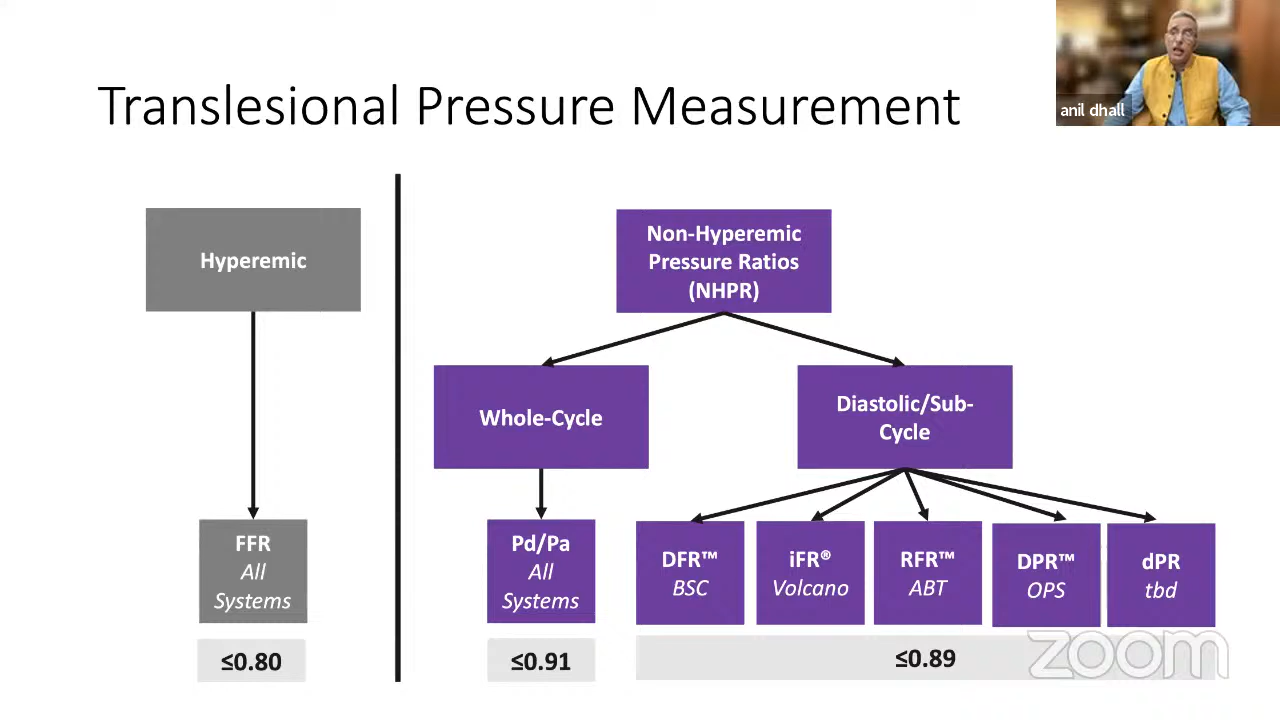 Translesional Pressure Measurement
anil dhall
Hyperemic
Non-Hyperemic
Pressure Ratios
(NHPR)
Whole-Cycle
Diastolic/Sub-
Cycle
FFR
All
Systems
Pd/Pa
All
Systems
DFR™
BSC
iFR®
Volcano
RFR™
ABT
DPR™
OPS
dPR
tbd
≤0.80
≤0.91
≤0.89
zoom